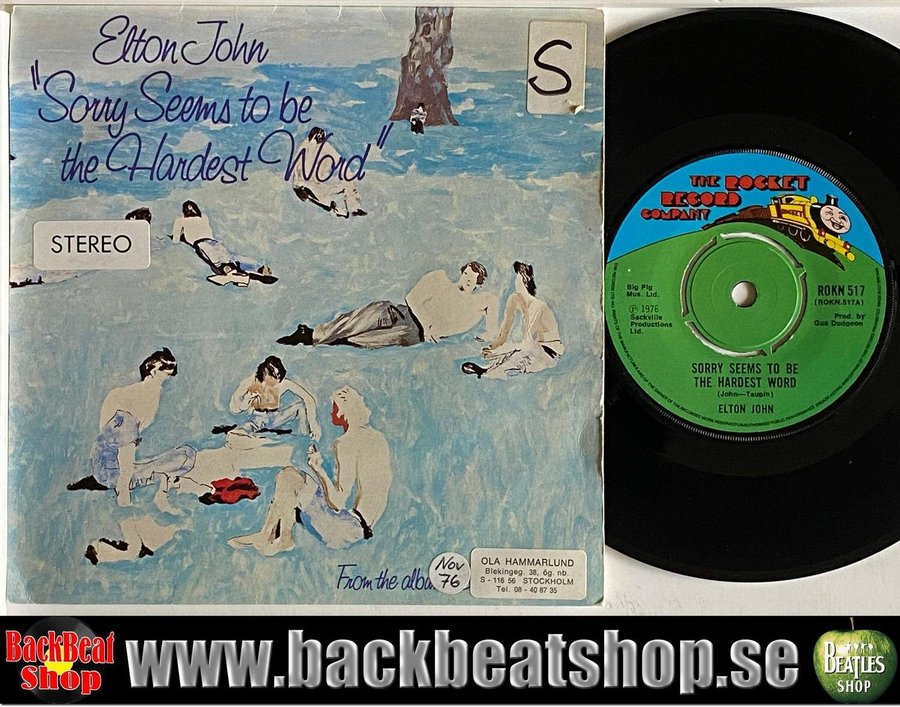 Elton John
"Sorry Seems to be
the Hardest Word"
S
STEREO
From the albu
Nov
76
OLA HAMMARLUND
Blekingeg. 38, ög. nb.
S - 116 56 STOCKHOLM
Tel. 08 - 40 87 35
THE ROCKET
RECORD
COMPANY
ROCKET
Big Pig
Mus. Ltd.
℗ 1976
Sackville
Productions
Ltd.
ROKN 517
(ROKN.517A)
Prod. by
Gus Dudgeon
SORRY SEEMS TO BE
THE HARDEST WORD
(John—Taupin)
ELTON JOHN
BackBeat
Shop
www.backbeatshop.se
BEATLES
SHOP